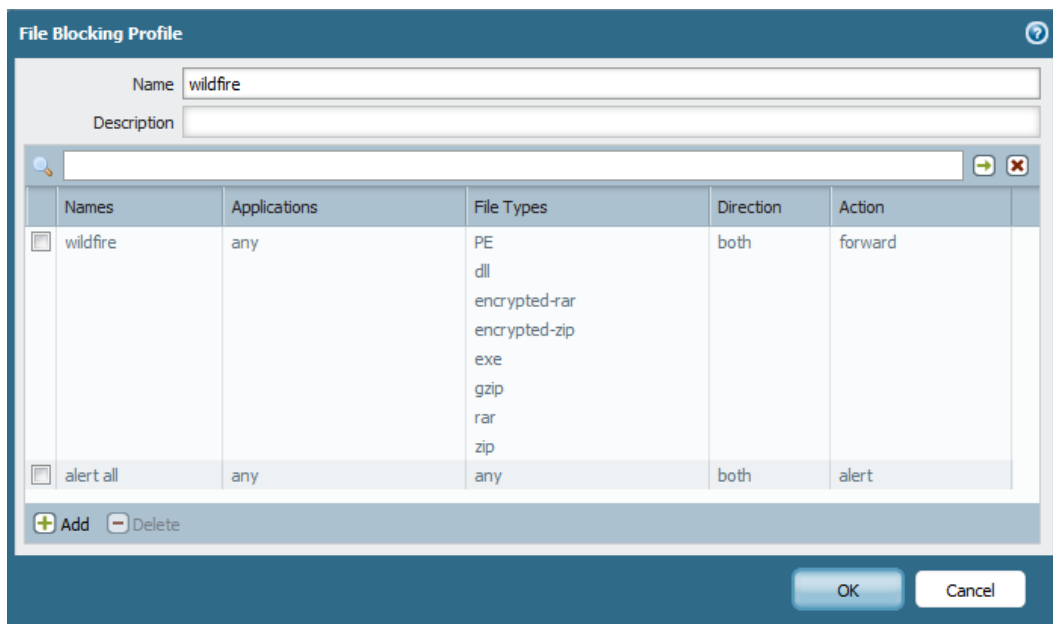 File Blocking Profile
Name wildfire
Description
Names Applications File Types Direction Action
wildfire any PE both forward
dll
encrypted-rar
encrypted-zip
exe
gzip
rar
zip
alert all any any both alert
Add Delete
OK Cancel